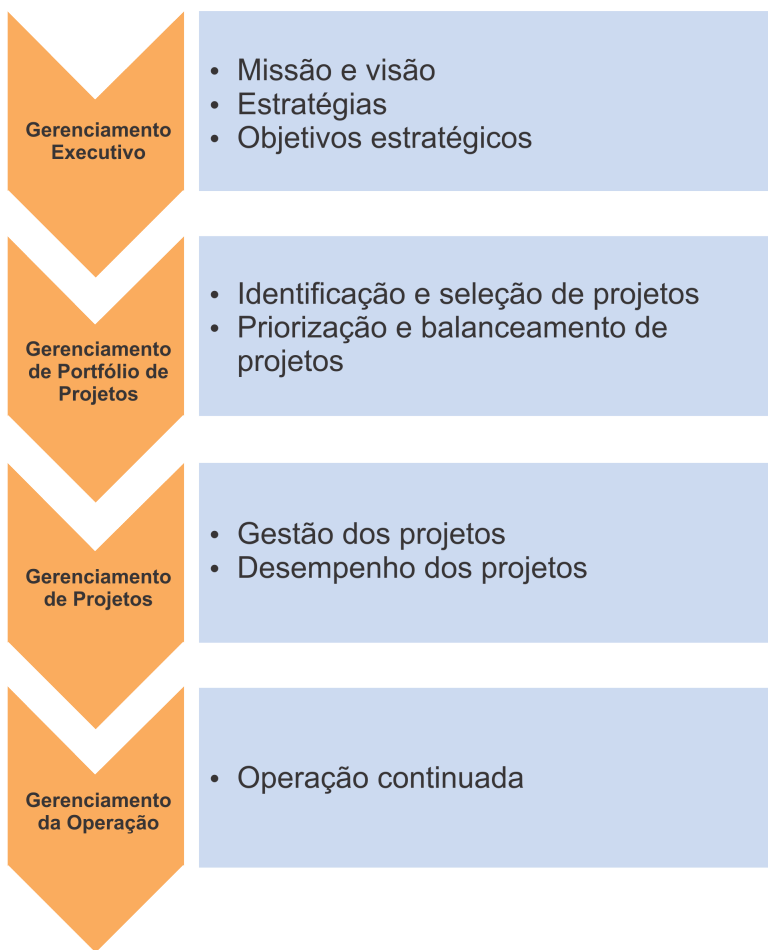 Gerenciamento
Executivo
• Missão e visão
• Estratégias
• Objetivos estratégicos
Gerenciamento
de Portfólio de
Projetos
• Identificação e seleção de projetos
• Priorização e balanceamento de
projetos
Gerenciamento
de Projetos
• Gestão dos projetos
• Desempenho dos projetos
Gerenciamento
da Operação
• Operação continuada